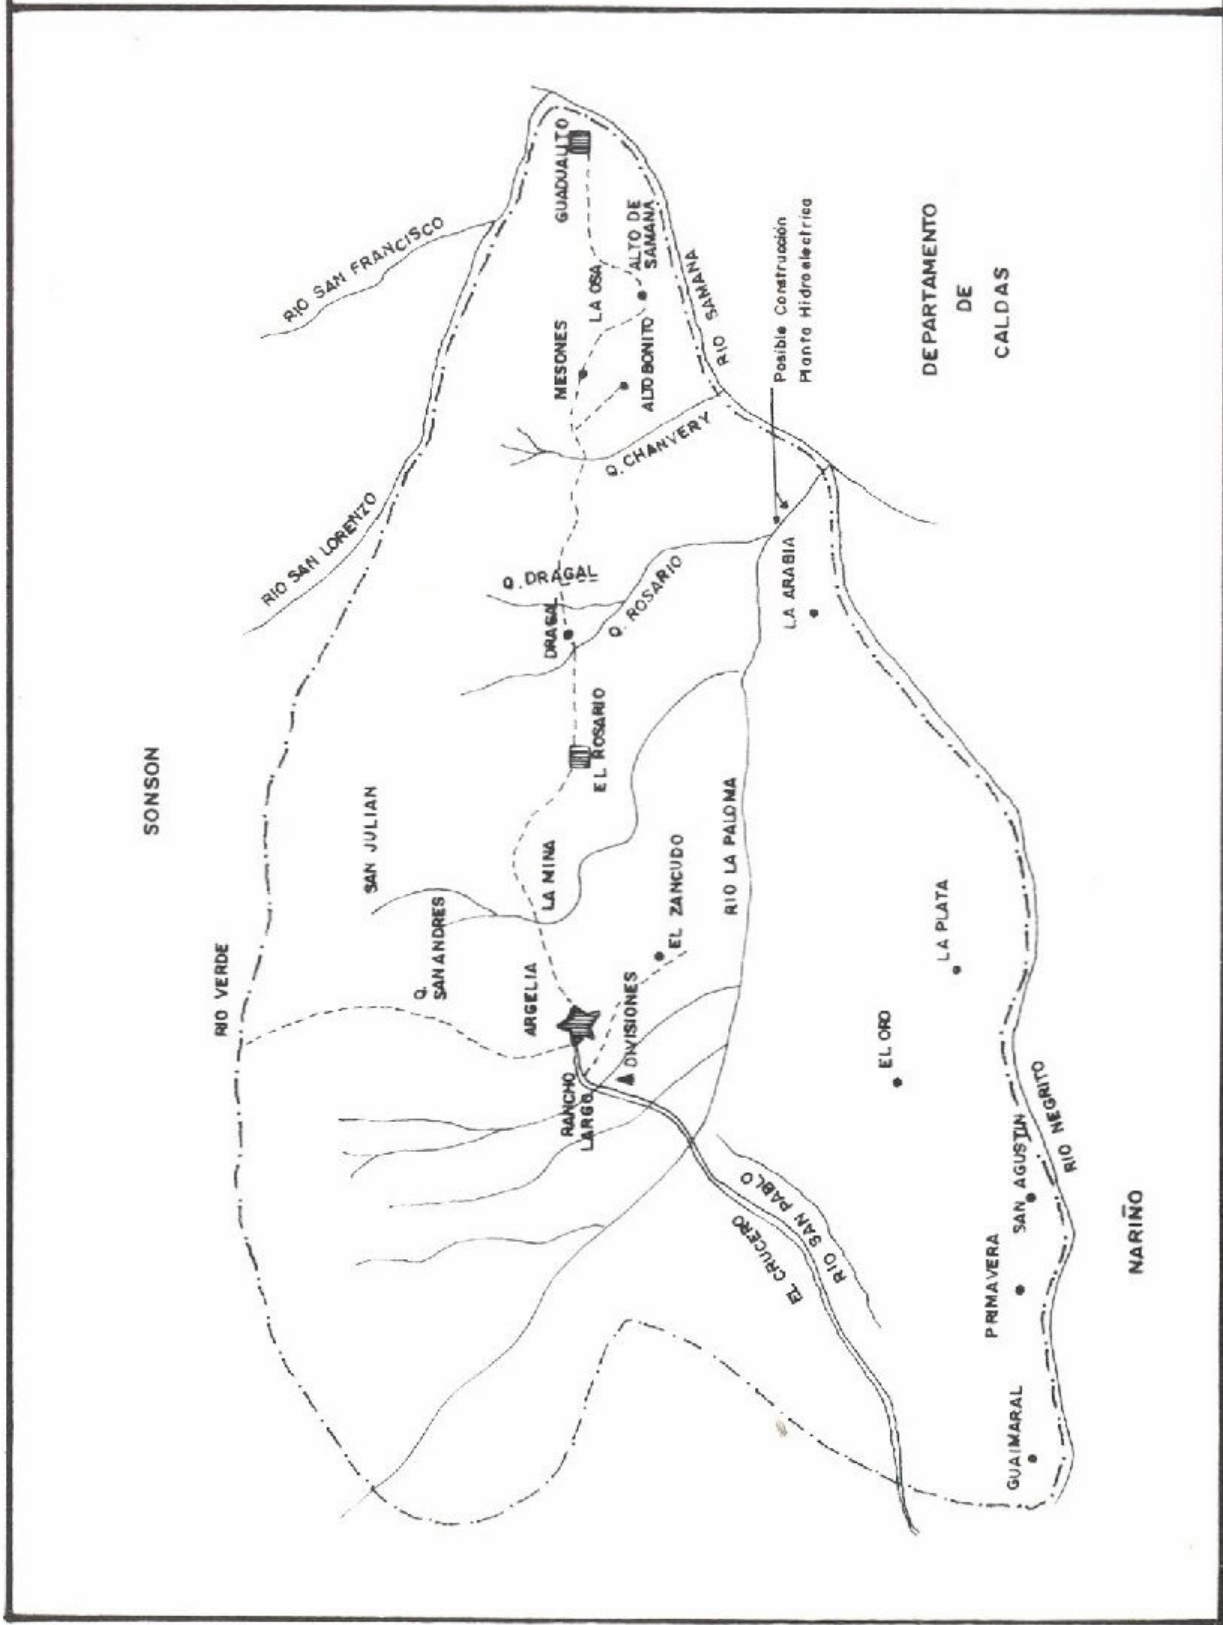 SONSON
RIO VERDE
RIO SAN LORENZO
RIO SAN FRANCISCO
SAN JULIAN
Q.
SAN ANDRES
ARGELIA
LA MINA
EL ROSARIO
DRAGAL
Q. DRAGAL
Q. ROSARIO
MESONES
LA OSA
GUADUALITO
ALTO DE
SAMANA
ALTO BONITO
Q. CHANVERY
RIO SAMANA
RANCHO
LARGO
DIVISIONES
EL ZANCUDO
RIO LA PALOMA
LA ARABIA
Posible Construcción
Planta Hidroelectrica
EL CRUCERO
RIO SAN PABLO
EL ORO
LA PLATA
DEPARTAMENTO
DE
CALDAS
GUAIMARAL
PRIMAVERA
SAN AGUSTIN
RIO NEGRITO
NARIÑO